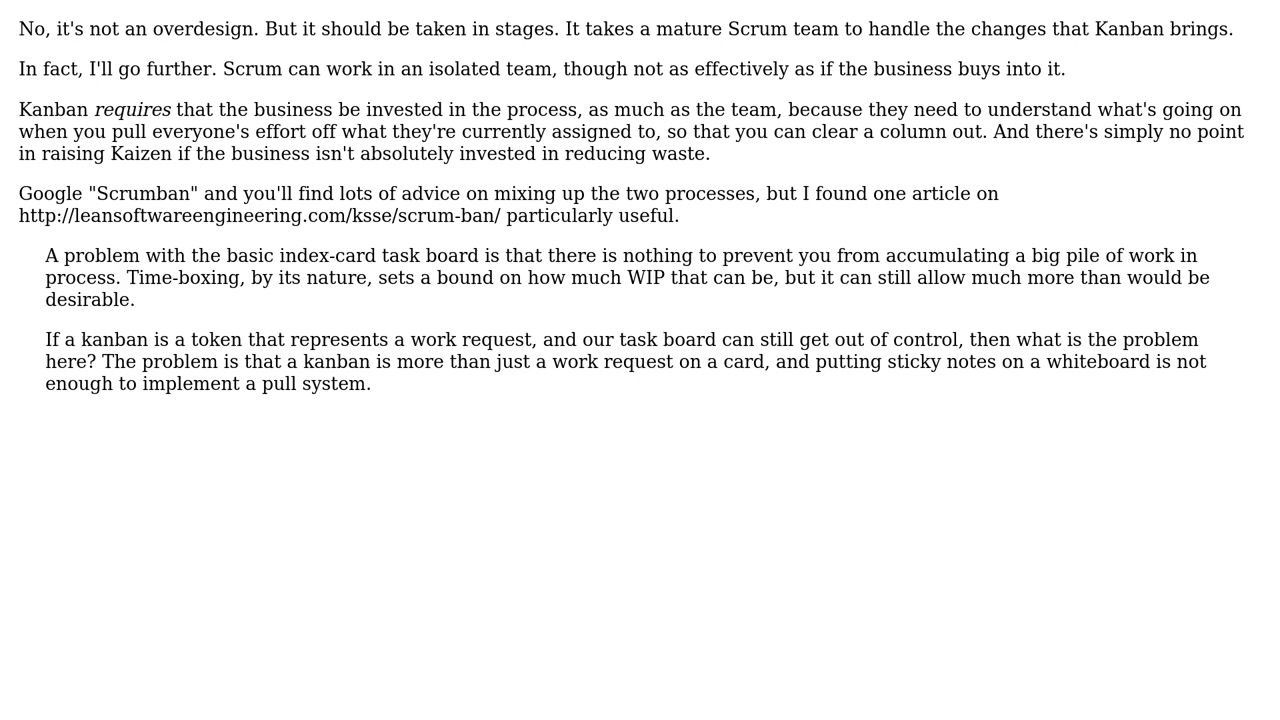 No, it's not an overdesign. But it should be taken in stages. It takes a mature Scrum team to handle the changes that Kanban brings.
In fact, I'll go further. Scrum can work in an isolated team, though not as effectively as if the business buys into it.
Kanban requires that the business be invested in the process, as much as the team, because they need to understand what's going on
when you pull everyone's effort off what they're currently assigned to, so that you can clear a column out. And there's simply no point
in raising Kaizen if the business isn't absolutely invested in reducing waste.
Google "Scrumban" and you'll find lots of advice on mixing up the two processes, but I found one article on
http://leansoftwareengineering.com/ksse/scrum-ban/ particularly useful.
A problem with the basic index-card task board is that there is nothing to prevent you from accumulating a big pile of work in
process. Time-boxing, by its nature, sets a bound on how much WIP that can be, but it can still allow much more than would be
desirable.
If a kanban is a token that represents a work request, and our task board can still get out of control, then what is the problem
here? The problem is that a kanban is more than just a work request on a card, and putting sticky notes on a whiteboard is not
enough to implement a pull system.